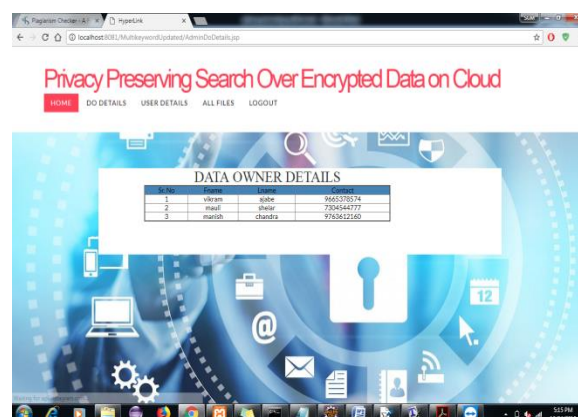 Plagiarism Checker - A
HyperLink
localhost:8081/MultikeywordUpdated/AdminDoDetails.jsp
Privacy Preserving Search Over Encrypted Data on Cloud
HOME DO DETAILS USER DETAILS ALL FILES LOGOUT
DATA OWNER DETAILS
Sr.No Fname Lname Contact
1 vikram ajabe 9665378574
2 mauli shelar 7304544777
3 manish chandra 9763612160
12
@
5:15 PM